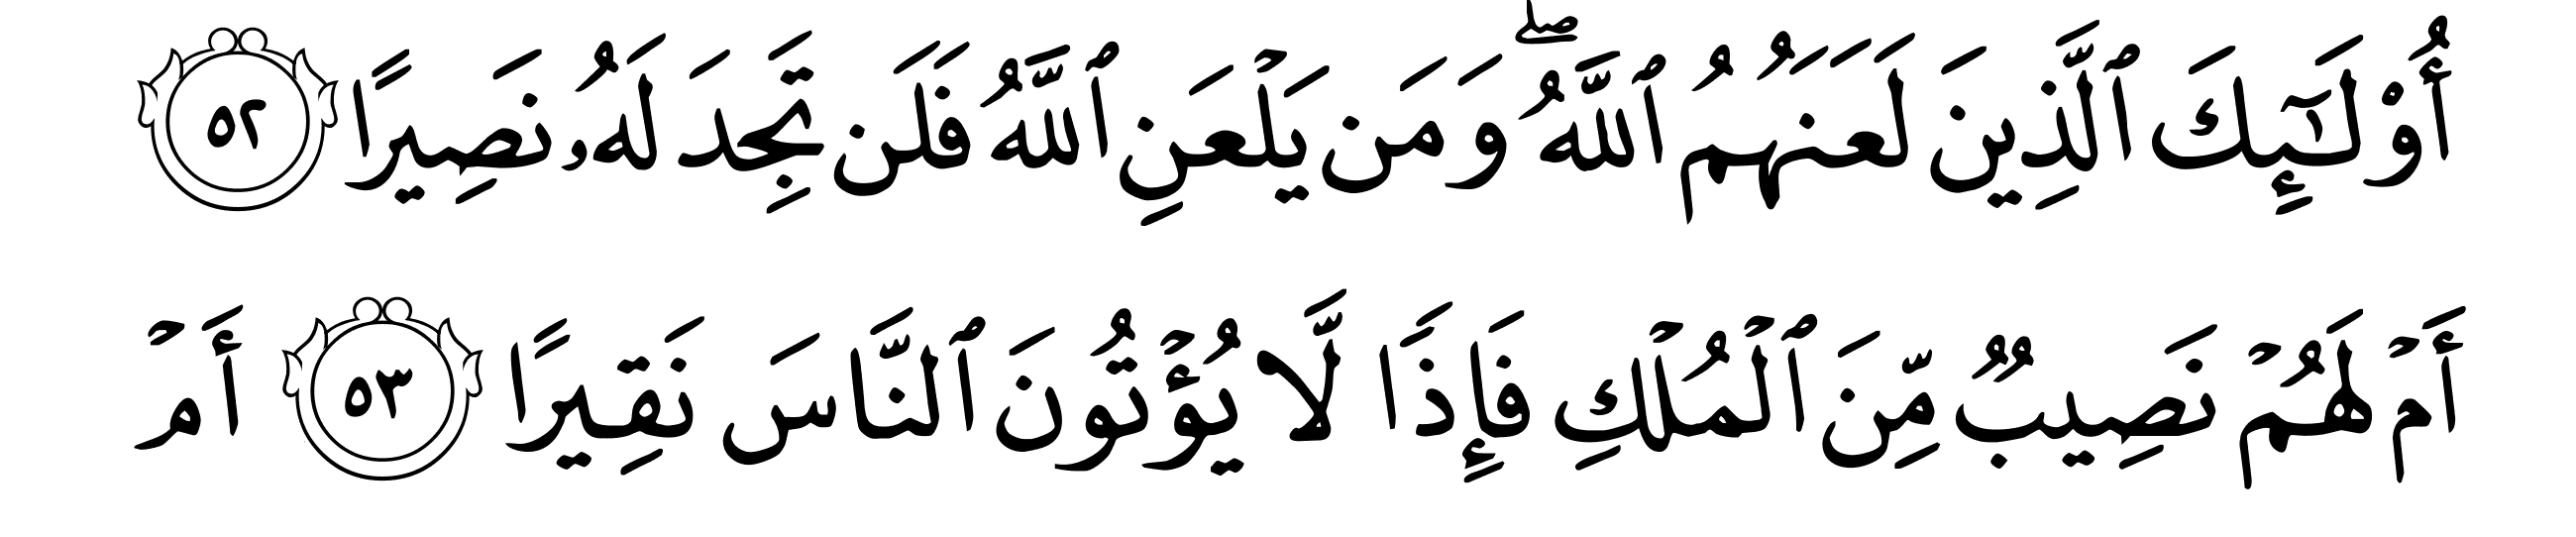 أُوْلَـٰٓئِكَ ٱلَّذِينَ لَعَنَهُمُ ٱللَّهُۖ وَمَن يَلۡعَنِ ٱللَّهُ فَلَن تَجِدَ لَهُۥ نَصِيرًا ٥٢
أَمۡ لَهُمۡ نَصِيبٌ مِّنَ ٱلۡمُلۡكِ فَإِذًا لَّا يُؤۡتُونَ ٱلنَّاسَ نَقِيرًا ٥٣ أَمۡ